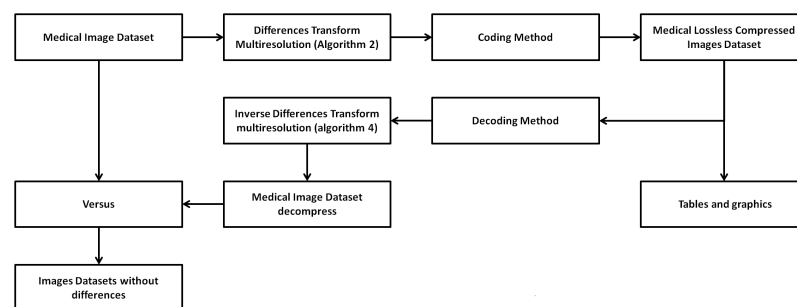 Medical Image Dataset
Differences Transform
Multiresolution (Algorithm 2)
Coding Method
Medical Lossless Compressed
Images Dataset
Inverse Differences Transform
multiresolution (algorithm 4)
Decoding Method
Versus
Medical Image Dataset
decompress
Tables and graphics
Images Datasets without
differences